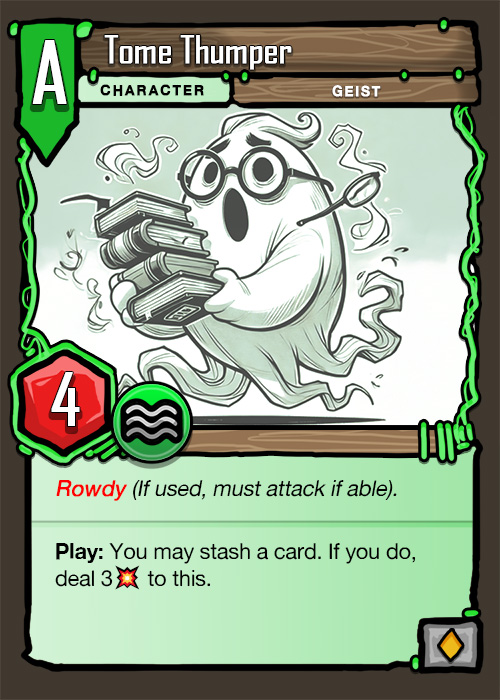 A
Tome Thumper
CHARACTER
GEIST
4
Rowdy (If used, must attack if able).
Play: You may stash a card. If you do,
deal 3💥 to this.